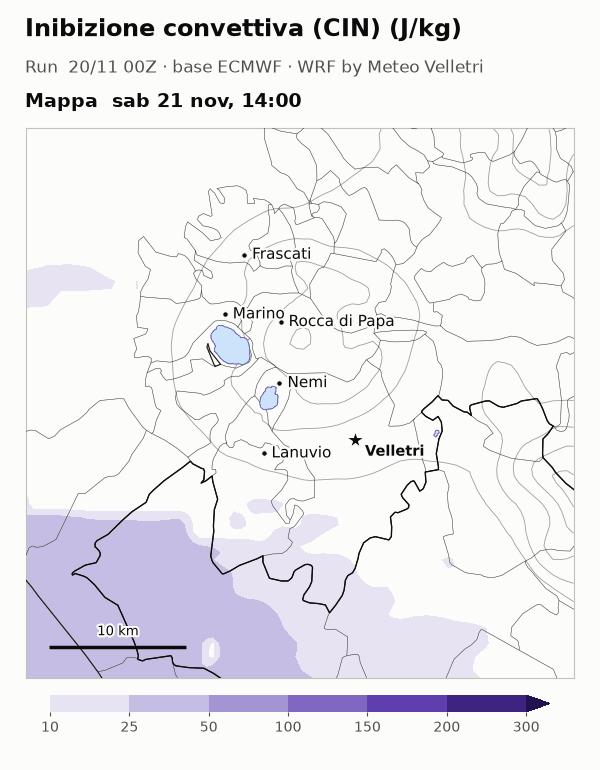 Inibizione convettiva (CIN) (J/kg)
Run  20/11 00Z · base ECMWF · WRF by Meteo Velletri
Mappa  sab 21 nov, 14:00
Frascati
Marino
Rocca di Papa
Nemi
Velletri
Lanuvio
10 km
10 25 50 100 150 200 300